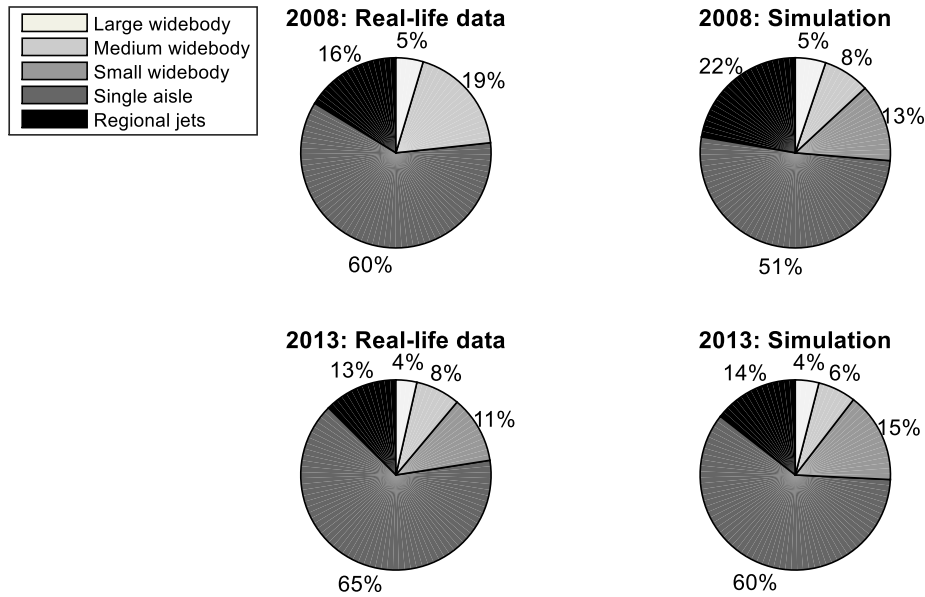 Large widebody
Medium widebody
Small widebody
Single aisle
Regional jets
2008: Real-life data
5%
19%
60%
16%
2008: Simulation
5%
8%
13%
51%
22%
2013: Real-life data
4%
8%
11%
65%
13%
2013: Simulation
4%
6%
15%
60%
14%